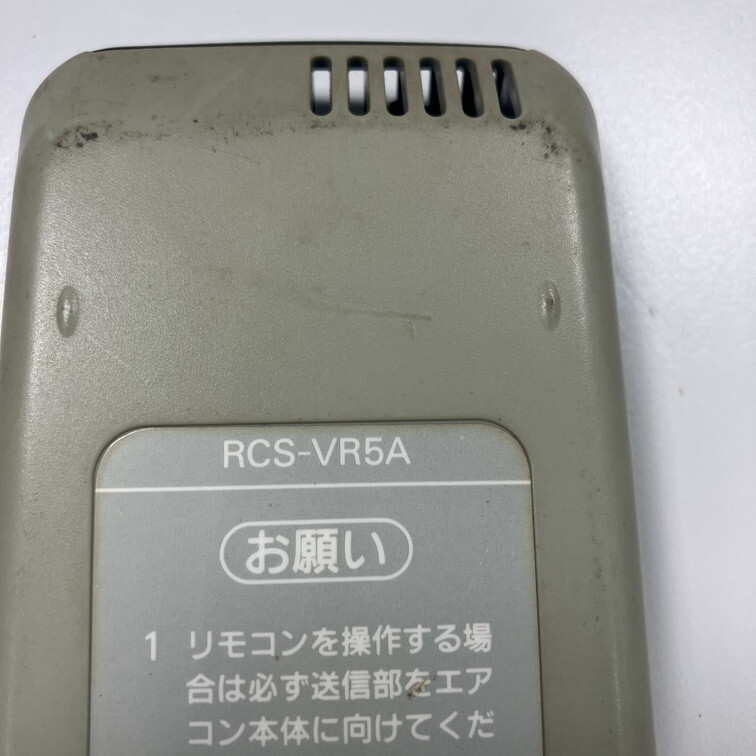 RCS-VR5A
お願い
1 リモコンを操作する場
合は必ず送信部をエア
コン本体に向けてくだ